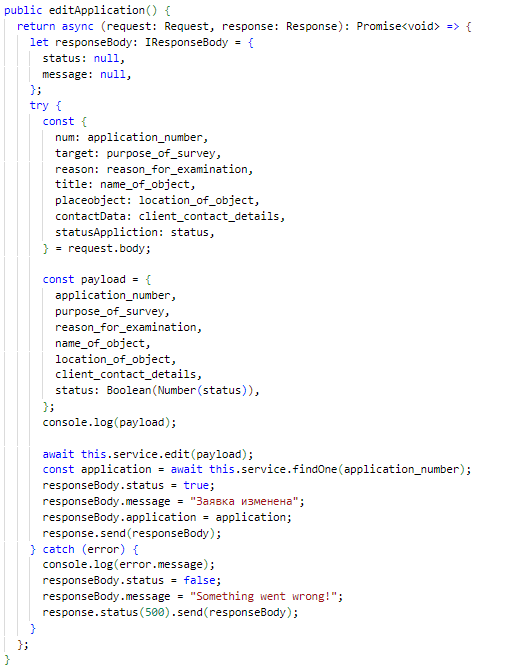 public editApplication() {
  return async (request: Request, response: Response): Promise<void> => {
    let responseBody: IResponseBody = {
      status: null,
      message: null,
    };
    try {
      const {
        num: application_number,
        target: purpose_of_survey,
        reason: reason_for_examination,
        title: name_of_object,
        placeobject: location_of_object,
        contactData: client_contact_details,
        statusAppliction: status,
      } = request.body;

      const payload = {
        application_number,
        purpose_of_survey,
        reason_for_examination,
        name_of_object,
        location_of_object,
        client_contact_details,
        status: Boolean(Number(status)),
      };
      console.log(payload);

      await this.service.edit(payload);
      const application = await this.service.findOne(application_number);
      responseBody.status = true;
      responseBody.message = "Заявка изменена";
      responseBody.application = application;
      response.send(responseBody);
    } catch (error) {
      console.log(error.message);
      responseBody.status = false;
      responseBody.message = "Something went wrong!";
      response.status(500).send(responseBody);
    }
  };
}